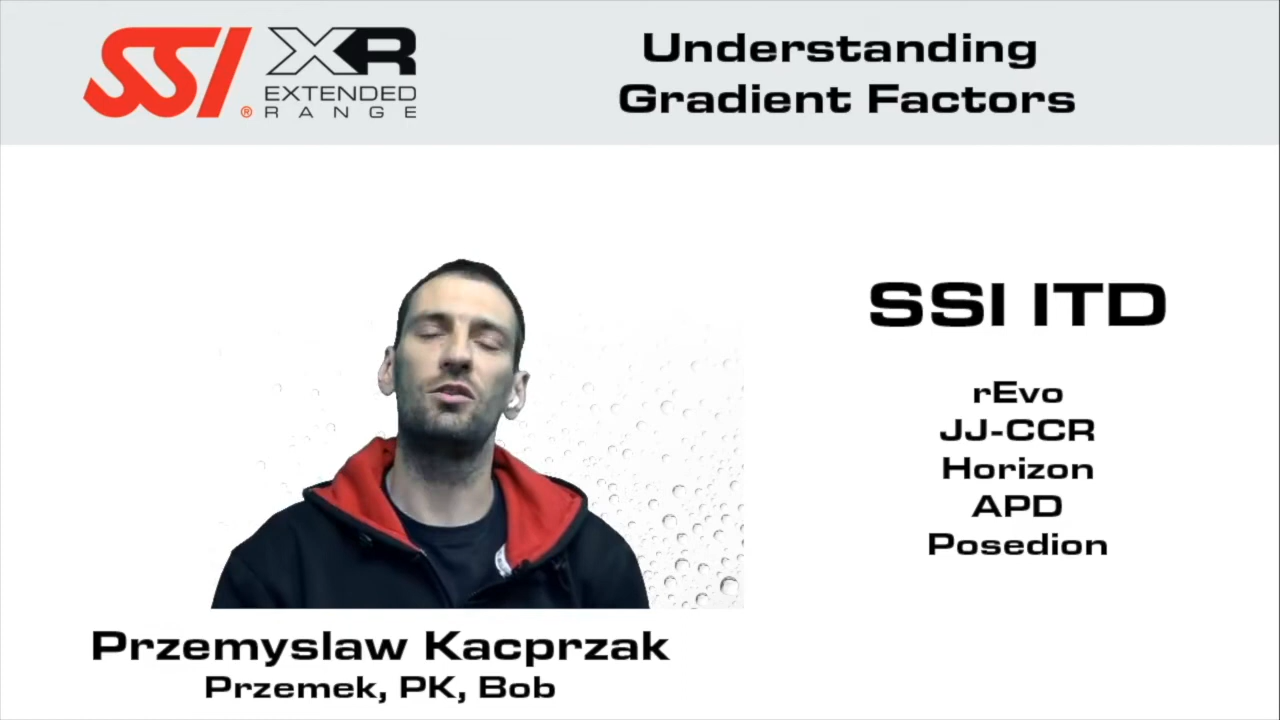 SSI® XR
EXTENDED
RANGE
Understanding
Gradient Factors
SSI ITD
rEvo
JJ-CCR
Horizon
APD
Posedion
Przemyslaw Kacprzak
Przemek, PK, Bob